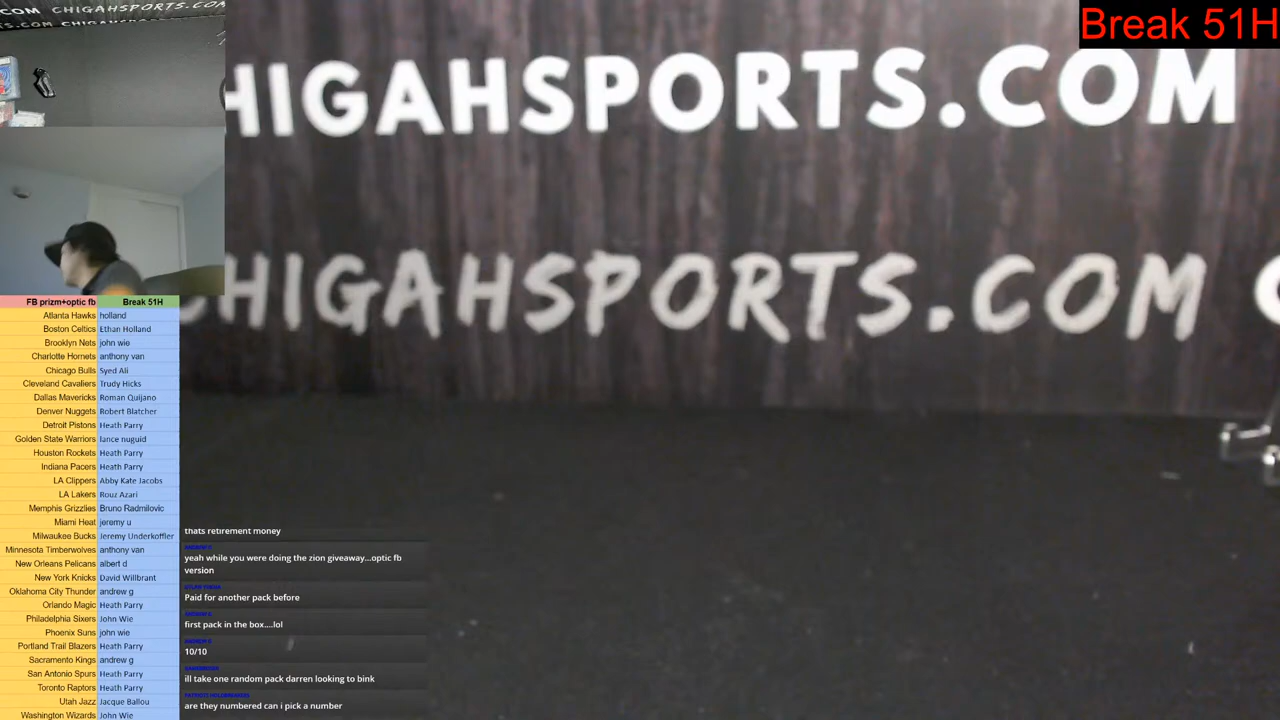 COM CHIGAHSPORTS.COM
Break 51H
HIGAHSPORTS.COM
CHIGAHSPORTS.COM C
FB prizm+optic fb Break 51H
Atlanta Hawks holland
Boston Celtics Ethan Holland
Brooklyn Nets john wie
Charlotte Hornets anthony van
Chicago Bulls Syed Ali
Cleveland Cavaliers Trudy Hicks
Dallas Mavericks Roman Quijano
Denver Nuggets Robert Blatcher
Detroit Pistons Heath Parry
Golden State Warriors lance nuguid
Houston Rockets Heath Parry
Indiana Pacers Heath Parry
LA Clippers Abby Kate Jacobs
LA Lakers Rouz Azari
Memphis Grizzlies Bruno Radmilovic
Miami Heat jeremy u
Milwaukee Bucks Jeremy Underkoffler
Minnesota Timberwolves anthony van
New Orleans Pelicans albert d
New York Knicks David Willbrant
Oklahoma City Thunder andrew g
Orlando Magic Heath Parry
Philadelphia Sixers John Wie
Phoenix Suns john wie
Portland Trail Blazers Heath Parry
Sacramento Kings andrew g
San Antonio Spurs Heath Parry
Toronto Raptors Heath Parry
Utah Jazz Jacque Ballou
Washington Wizards John Wie
thats retirement money
yeah while you were doing the zion giveaway...optic fb
version
Paid for another pack before
first pack in the box....lol
10/10
ill take one random pack darren looking to bink
are they numbered can i pick a number